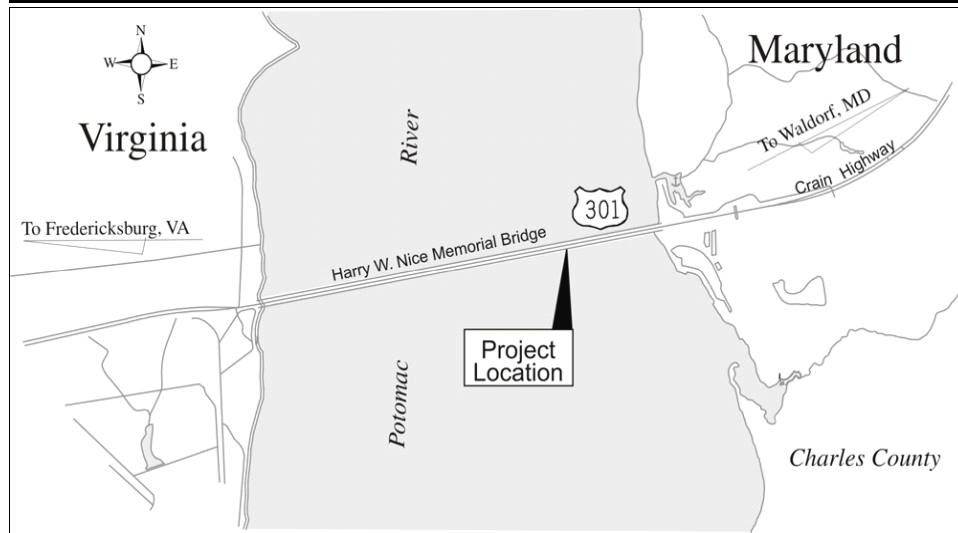 N
W E
S
Maryland
Virginia
River
To Waldorf, MD
Crain Highway
301
To Fredericksburg, VA
Harry W. Nice Memorial Bridge
Project
Location
Potomac
Charles County